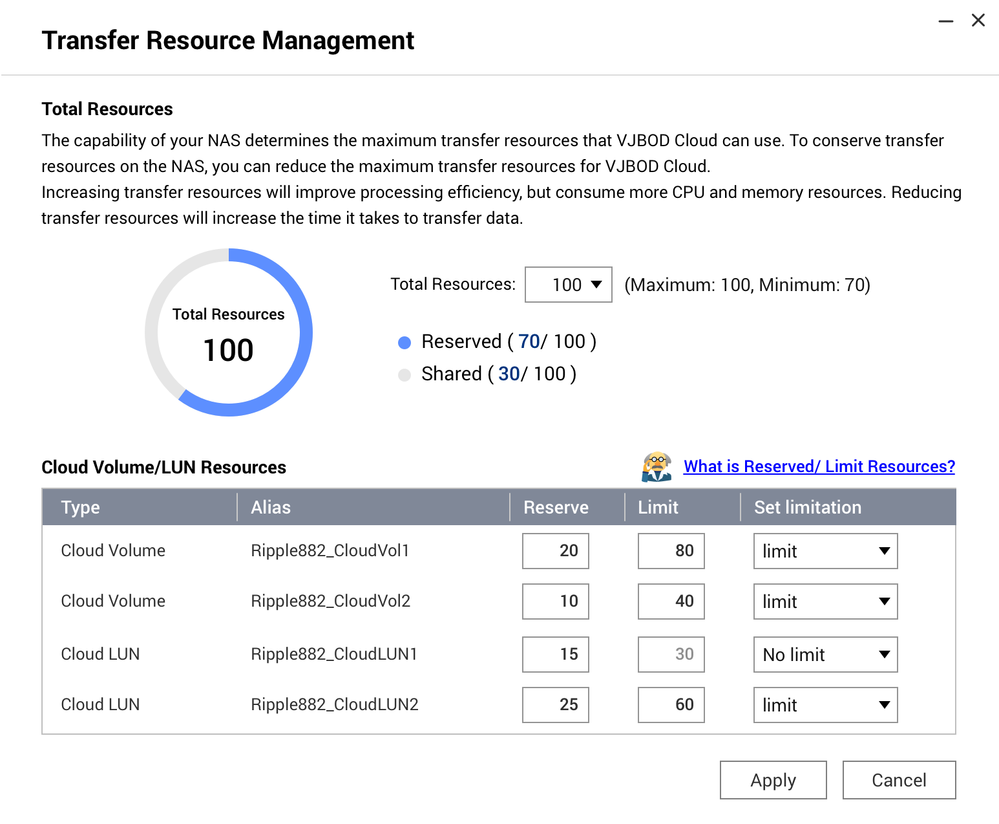 Transfer Resource Management
Total Resources
The capability of your NAS determines the maximum transfer resources that VJBOD Cloud can use. To conserve transfer
resources on the NAS, you can reduce the maximum transfer resources for VJBOD Cloud.
Increasing transfer resources will improve processing efficiency, but consume more CPU and memory resources. Reducing
transfer resources will increase the time it takes to transfer data.
Total Resources
100
Total Resources: 100 (Maximum: 100, Minimum: 70)
Reserved ( 70/ 100 )
Shared ( 30/ 100 )
Cloud Volume/LUN Resources
What is Reserved/ Limit Resources?
Type Alias Reserve Limit Set limitation
Cloud Volume Ripple882_CloudVol1 20 80 limit
Cloud Volume Ripple882_CloudVol2 10 40 limit
Cloud LUN Ripple882_CloudLUN1 15 30 No limit
Cloud LUN Ripple882_CloudLUN2 25 60 limit
Apply Cancel